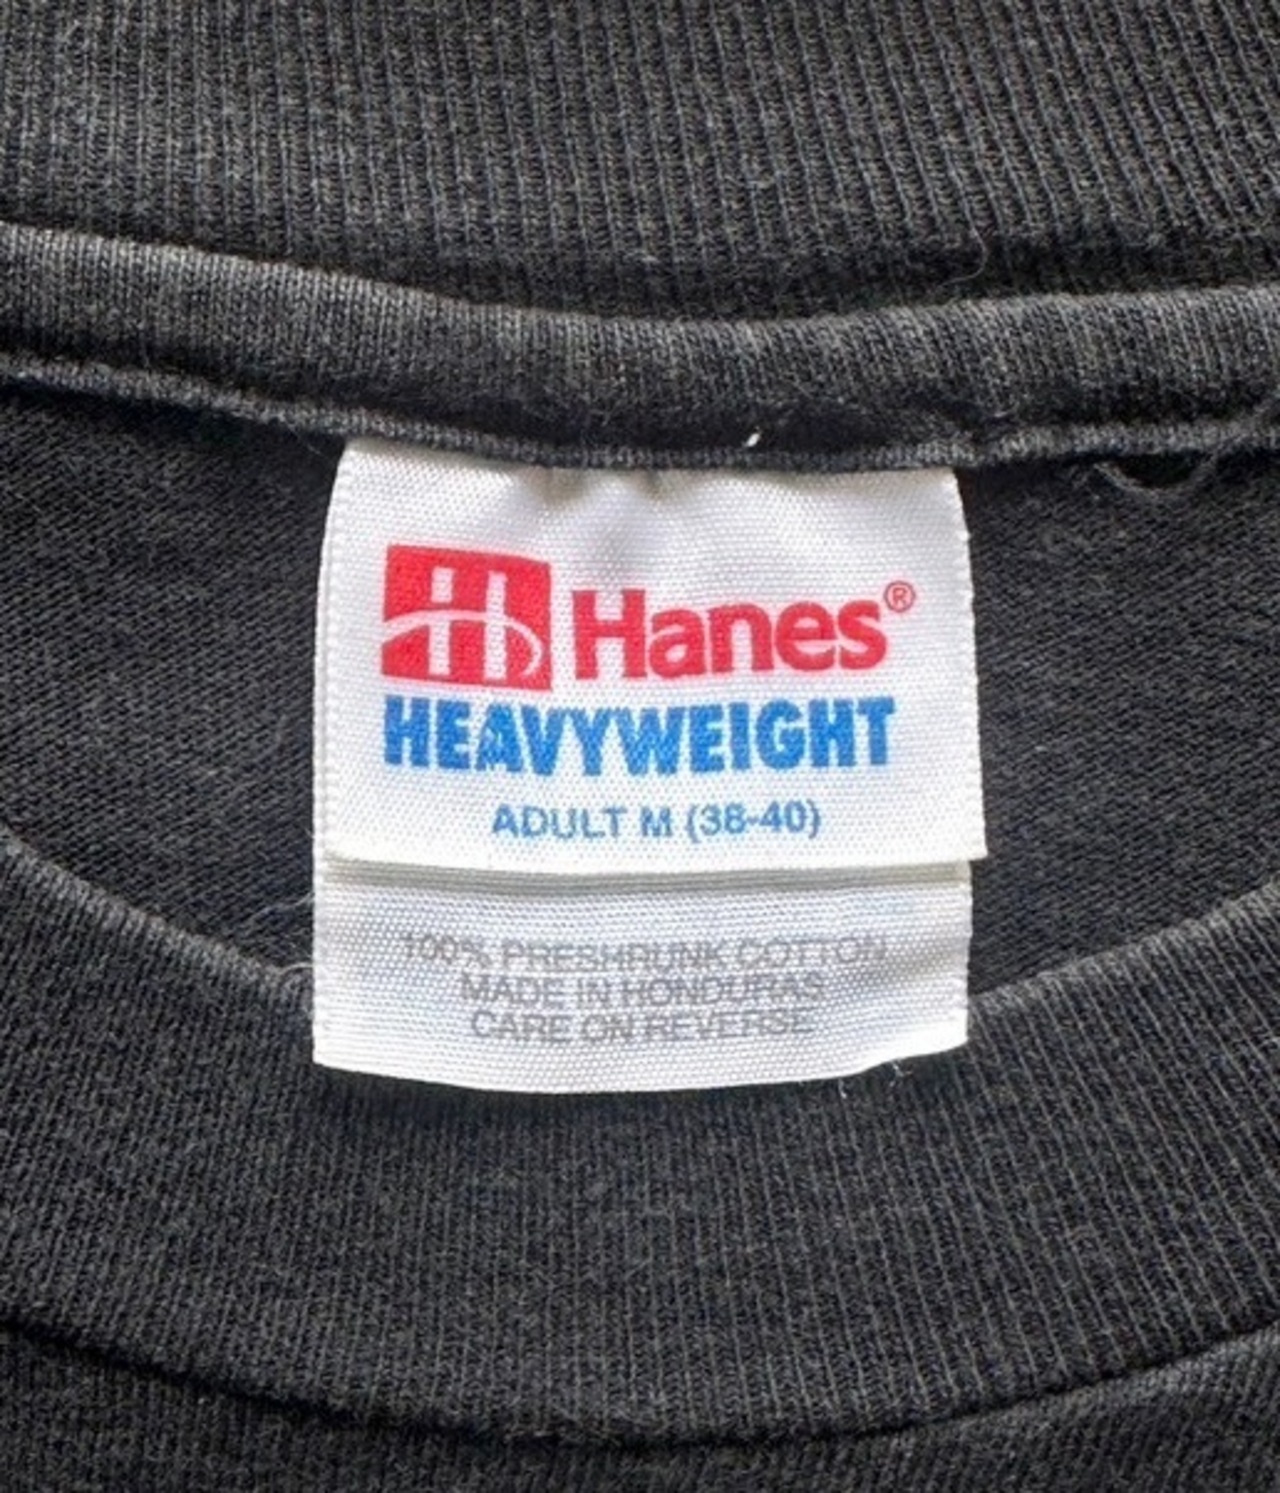 Hanes®
HEAVYWEIGHT
ADULT M (38-40)
100% PRESHRUNK COTTON
MADE IN HONDURAS
CARE ON REVERSE